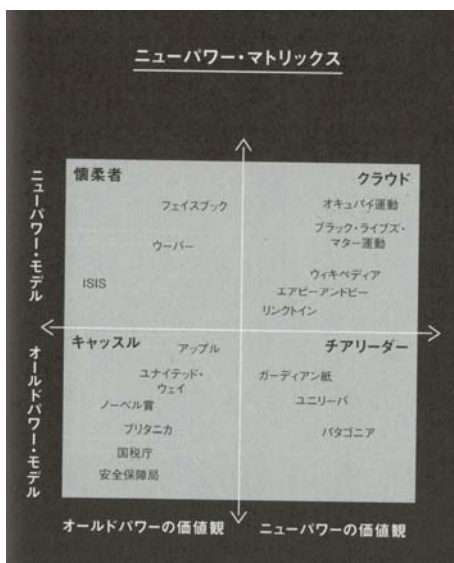 ニューパワー・マトリックス
ニューパワー・モデル
懐柔者
フェイスブック
ウーバー
ISIS
クラウド
オキュパイ運動
ブラック・ライブズ・
マター運動
ウィキペディア
エアビーアンドビー
リンクトイン
オールドパワー・モデル
キャッスル
アップル
ユナイテッド・
ウェイ
ノーベル賞
ブリタニカ
国税庁
安全保障局
チアリーダー
ガーディアン紙
ユニリーバ
パタゴニア
オールドパワーの価値観
ニューパワーの価値観